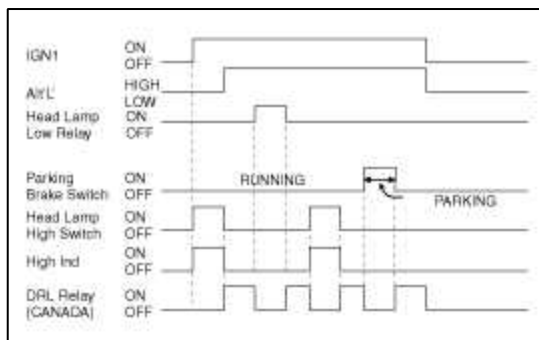 IGN1
ON
OFF
Alt'L'
HIGH
LOW
Head Lamp
Low Relay
ON
OFF
Parking
Brake Switch
ON
OFF
RUNNING
PARKING
Head Lamp
High Switch
ON
OFF
High Ind
ON
OFF
DRL Relay
(CANADA)
ON
OFF